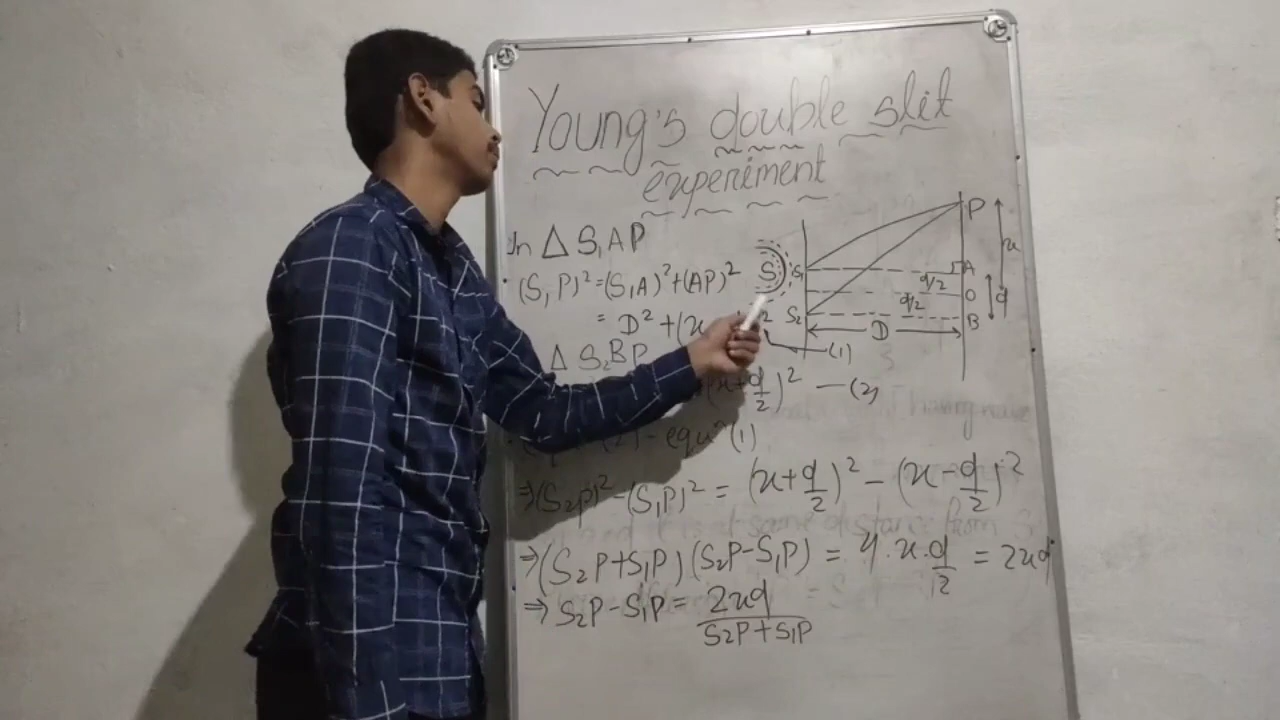 Young's double slit
experiment
In Δ S₁AP
(S₁P)² = (S₁A)² + (AP)²
= D² + (x
Δ S₂BP
(x + d/2)² — (2)
(2) - equⁿ (1)
⇒ (S₂P)² - (S₁P)² = (x + d/2)² - (x - d/2)²
⇒ (S₂P + S₁P) (S₂P - S₁P) = 4 · x · d/2 = 2xd
⇒ S₂P - S₁P = 2xd / S₂P + S₁P
P
x
S
S₁
A
d/2
O
d
d/2
S₂
B
D
(1)